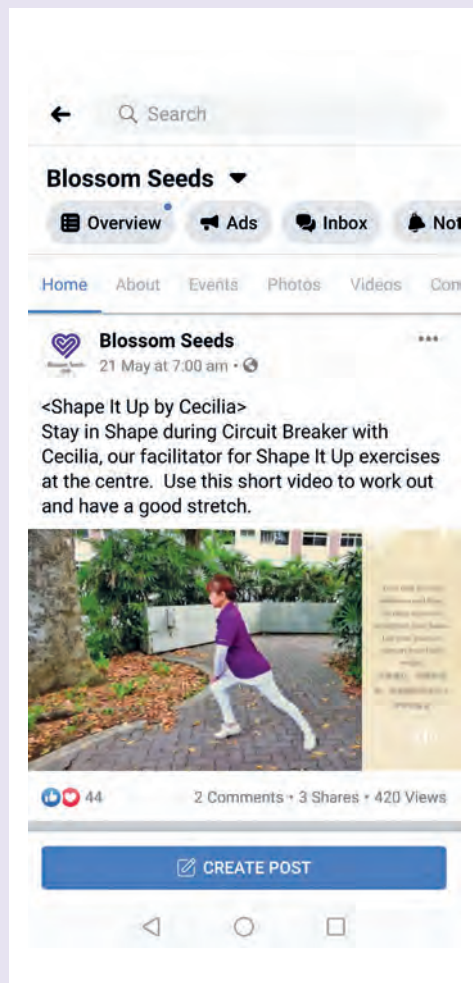 Search
Blossom Seeds
Overview Ads Inbox Not
Home About Events Photos Videos Com
Blossom Seeds
21 May at 7:00 am
<Shape It Up by Cecilia>
Stay in Shape during Circuit Breaker with
Cecilia, our facilitator for Shape It Up exercises
at the centre. Use this short video to work out
and have a good stretch.
44 2 Comments • 3 Shares • 420 Views
CREATE POST